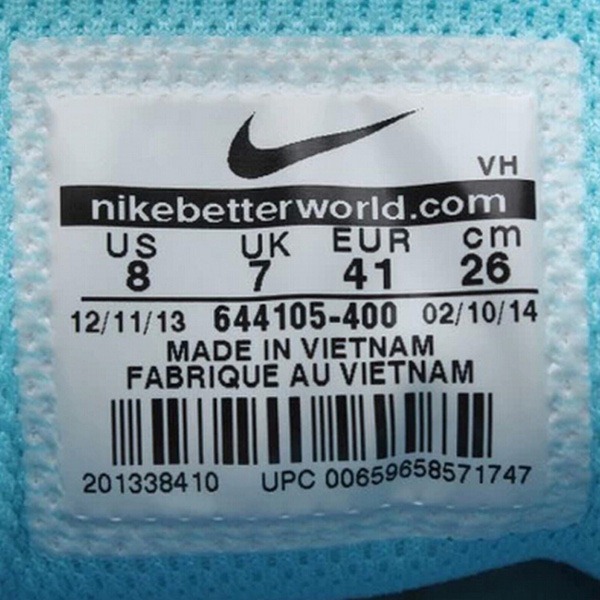 VH
nikebetterworld.com
US UK EUR cm
8 7 41 26
12/11/13 644105-400 02/10/14
MADE IN VIETNAM
FABRIQUE AU VIETNAM
201338410 UPC 00659658571747